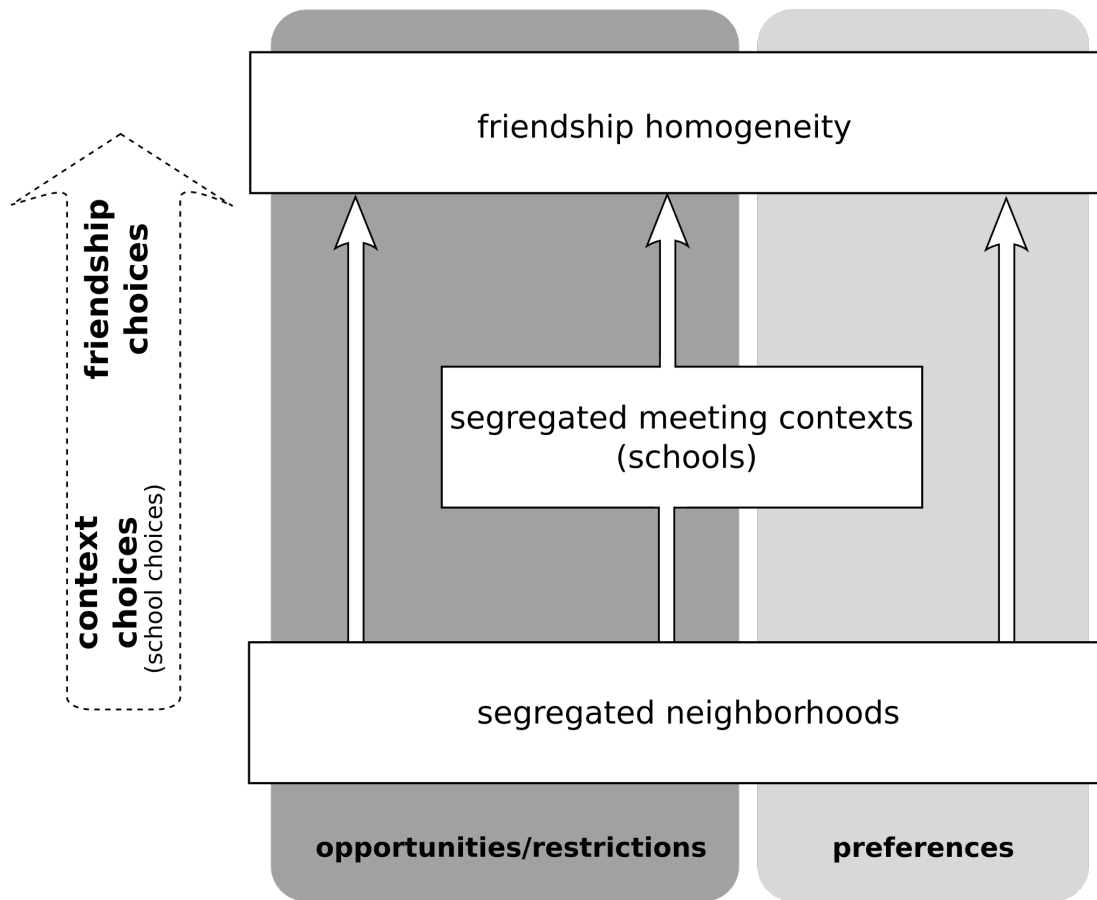 friendship homogeneity
friendship
choices
segregated meeting contexts
(schools)
context
choices
(school choices)
segregated neighborhoods
opportunities/restrictions
preferences